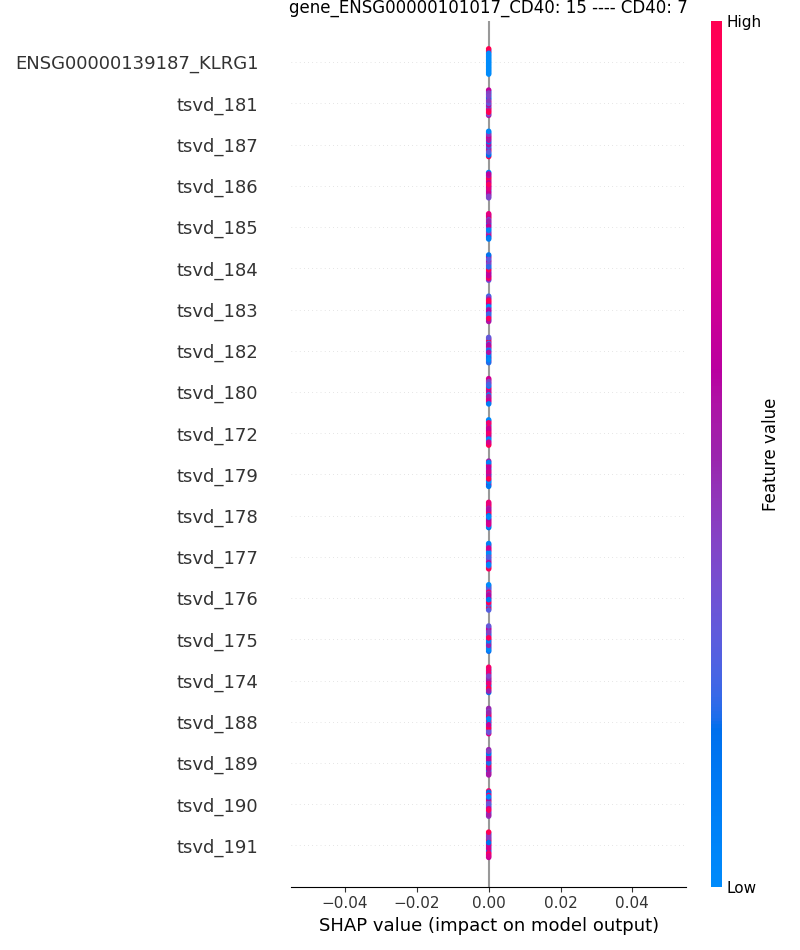 gene_ENSG00000101017_CD40: 15 ---- CD40: 7
High
ENSG00000139187_KLRG1
tsvd_181
tsvd_187
tsvd_186
tsvd_185
tsvd_184
tsvd_183
tsvd_182
tsvd_180
tsvd_172
tsvd_179
tsvd_178
tsvd_177
tsvd_176
tsvd_175
tsvd_174
tsvd_188
tsvd_189
tsvd_190
tsvd_191
Feature value
Low
−0.04 −0.02 0.00 0.02 0.04
SHAP value (impact on model output)